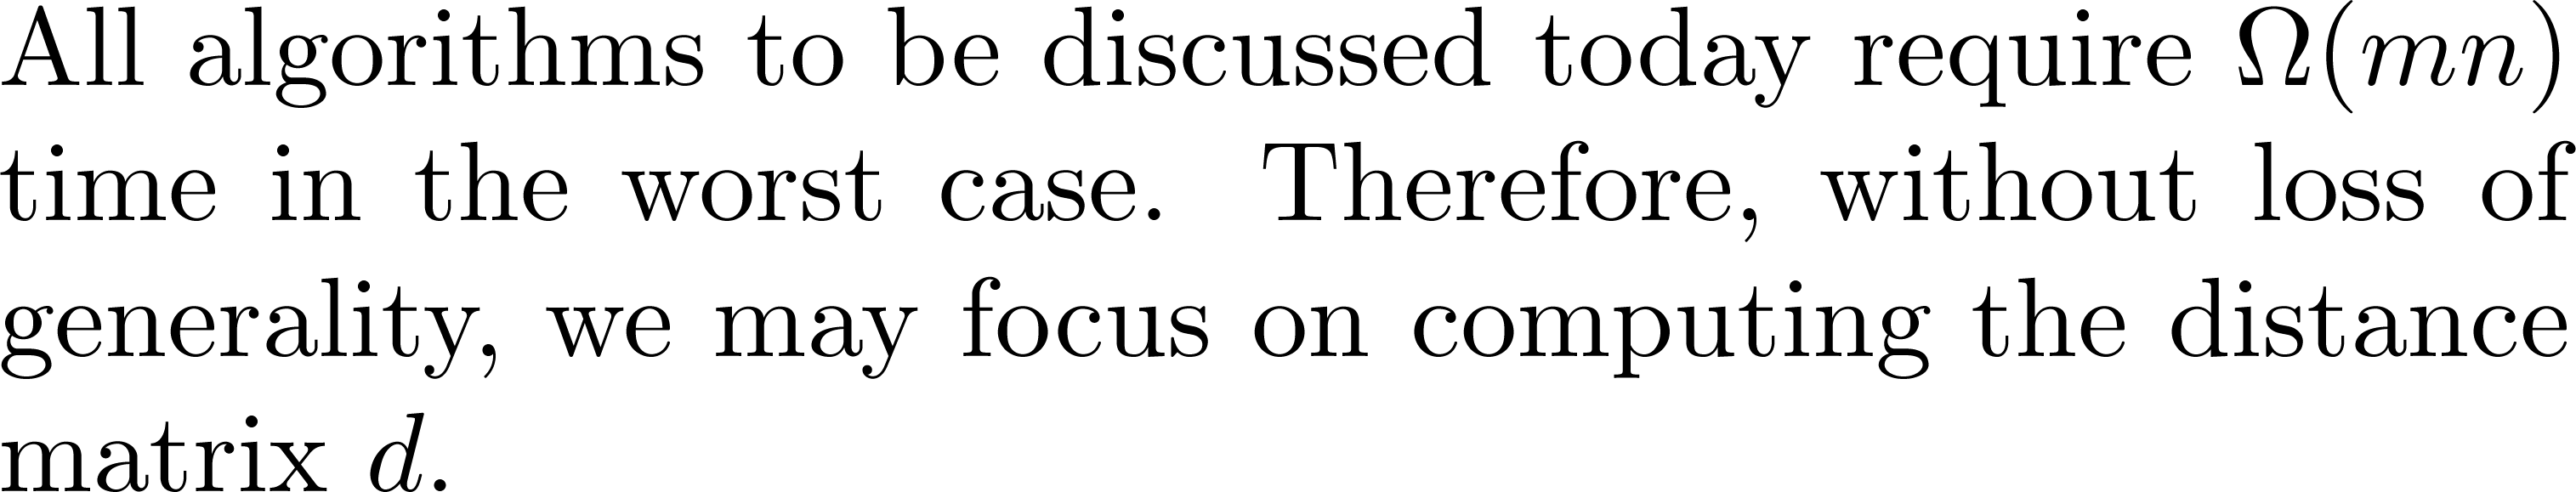 All algorithms to be discussed today require Ω(mn)
time in the worst case. Therefore, without loss of
generality, we may focus on computing the distance
matrix d.